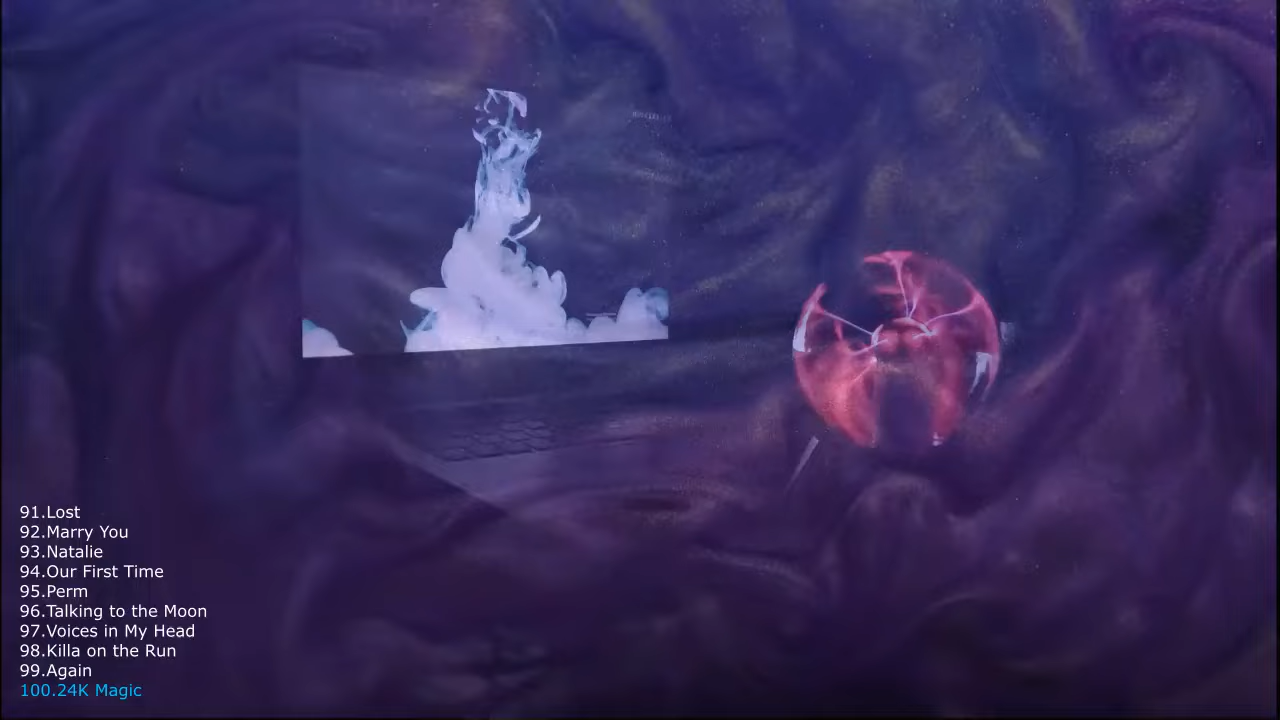 91.Lost
92.Marry You
93.Natalie
94.Our First Time
95.Perm
96.Talking to the Moon
97.Voices in My Head
98.Killa on the Run
99.Again
100.24K Magic